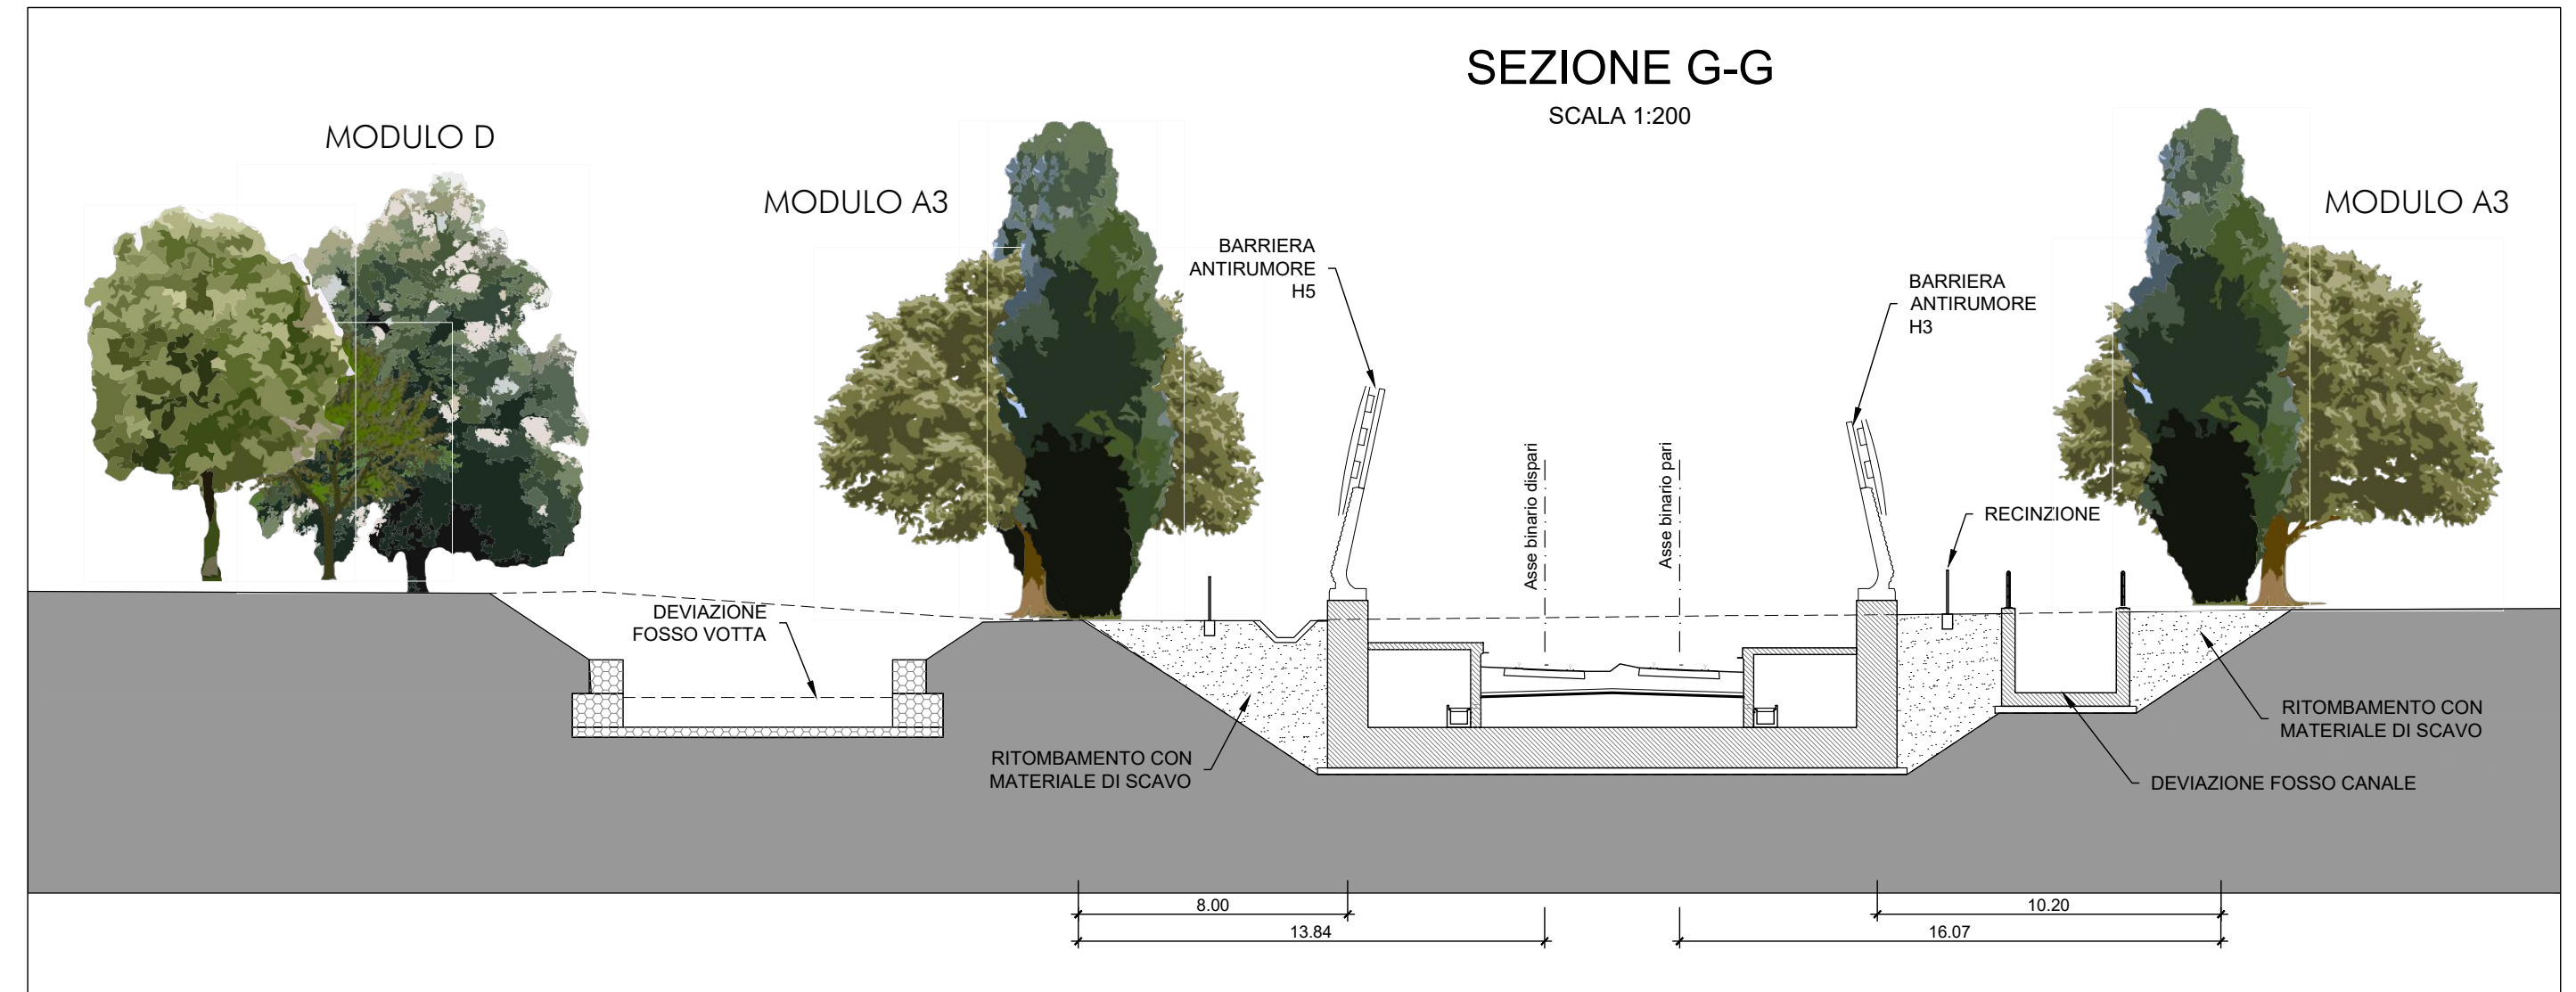 SEZIONE G-G
SCALA 1:200
MODULO D
MODULO A3
MODULO A3
BARRIERA
ANTIRUMORE
H5
BARRIERA
ANTIRUMORE
H3
Asse binario dispari
Asse binario pari
RECINZIONE
DEVIAZIONE
FOSSO VOTTA
RITOMBAMENTO CON
MATERIALE DI SCAVO
RITOMBAMENTO CON
MATERIALE DI SCAVO
DEVIAZIONE FOSSO CANALE
8.00
10.20
13.84
16.07